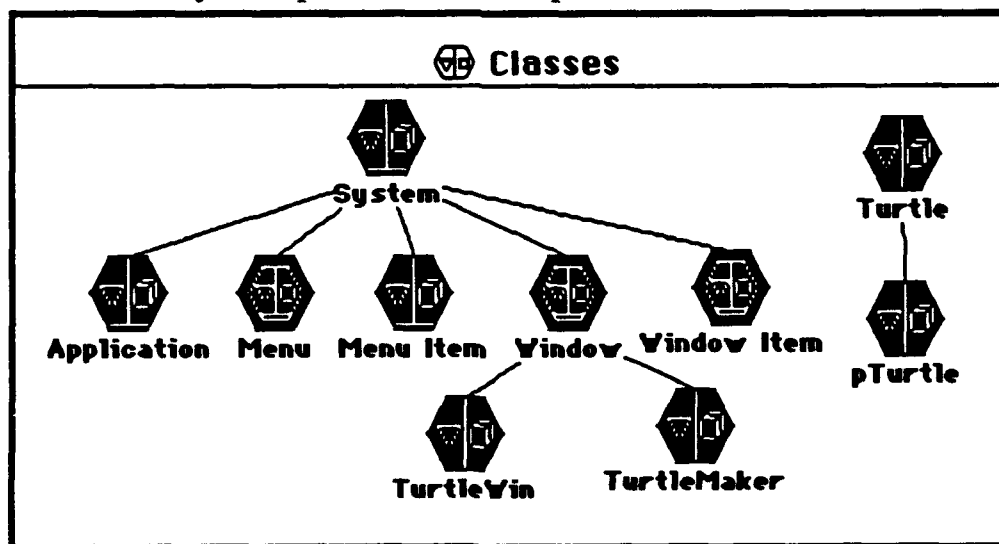 Classes
System
Turtle
Application Menu Menu Item Window Window Item
pTurtle
TurtleWin TurtleMaker